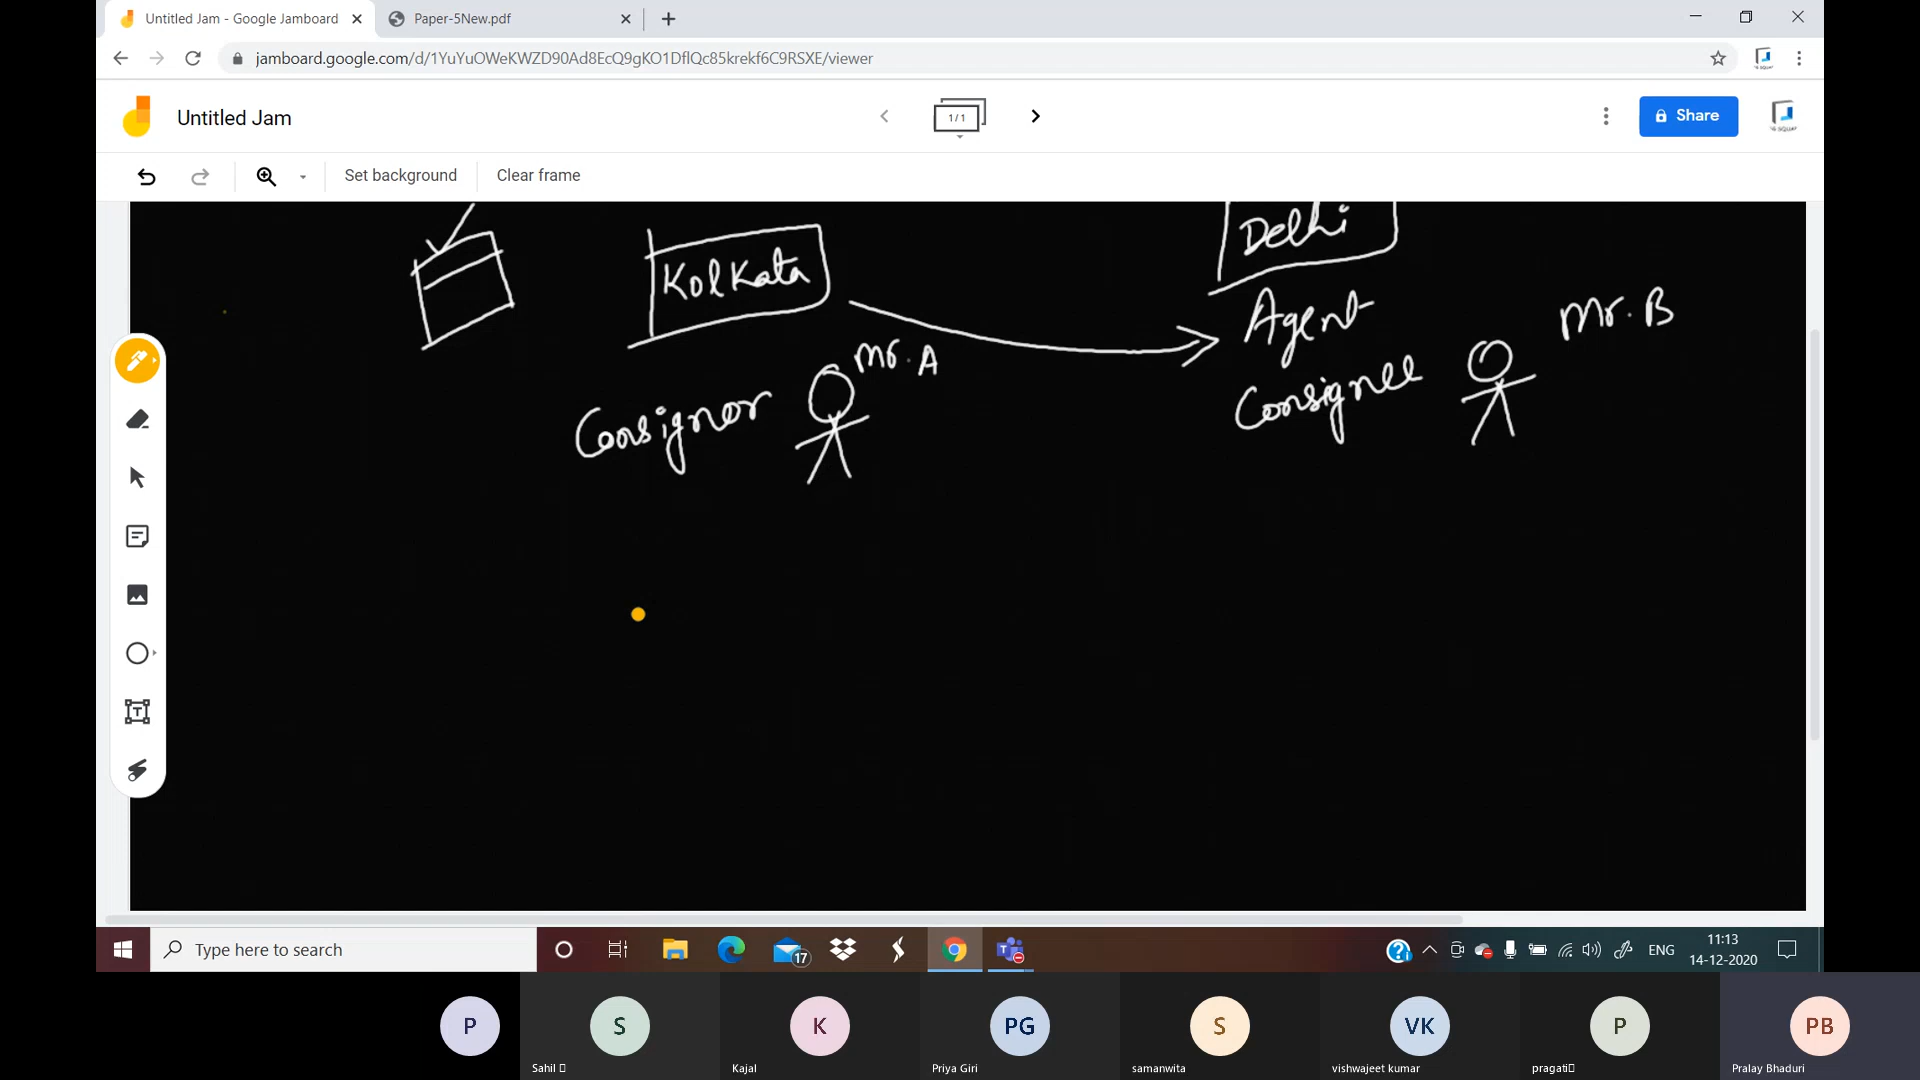 Untitled Jam - Google Jamboard
Paper-5New.pdf
jamboard.google.com/d/1YuYuOWeKWZD90Ad8EcQ9gKO1DflQc85krekf6C9RSXE/viewer
Untitled Jam
1/1
Share
Set background
Clear frame
Kolkata
Delhi
Agent
Mr. A
Mr. B
Consignor
Consignee
Type here to search
17
ENG
11:13
14-12-2020
P
S
K
PG
S
VK
P
PB
Sahil
Kajal
Priya Giri
samanwita
vishwajeet kumar
pragati
Pralay Bhaduri